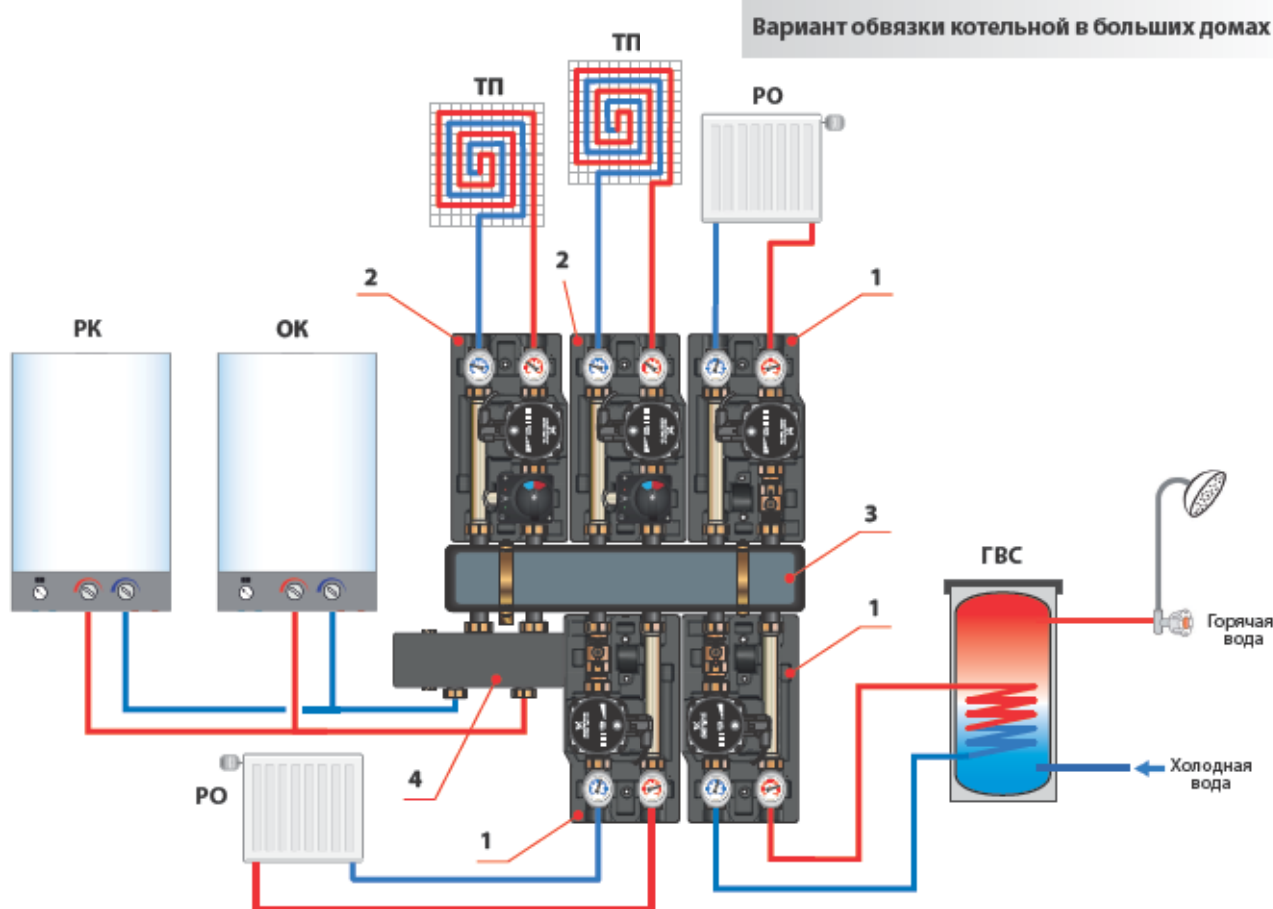 Вариант обвязки котельной в больших домах
ТП
ТП
РО
2
2
1
РК
ОК
3
ГВС
1
Горячая
вода
4
РО
1
Холодная
вода